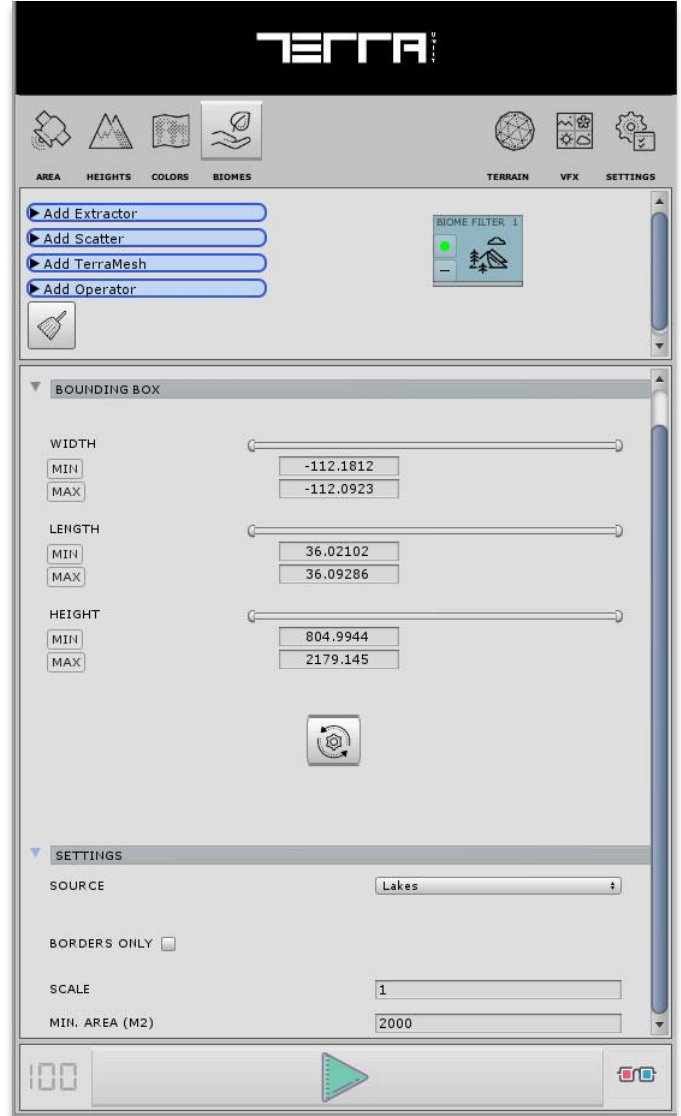 TERRA UNITY
AREA HEIGHTS COLORS BIOMES TERRAIN VFX SETTINGS
Add Extractor
Add Scatter
Add TerraMesh
Add Operator
BIOME FILTER 1
BOUNDING BOX
WIDTH
MIN -112.1812
MAX -112.0923
LENGTH
MIN 36.02102
MAX 36.09286
HEIGHT
MIN 804.9944
MAX 2179.145
SETTINGS
SOURCE Lakes
BORDERS ONLY
SCALE 1
MIN. AREA (M2) 2000
100